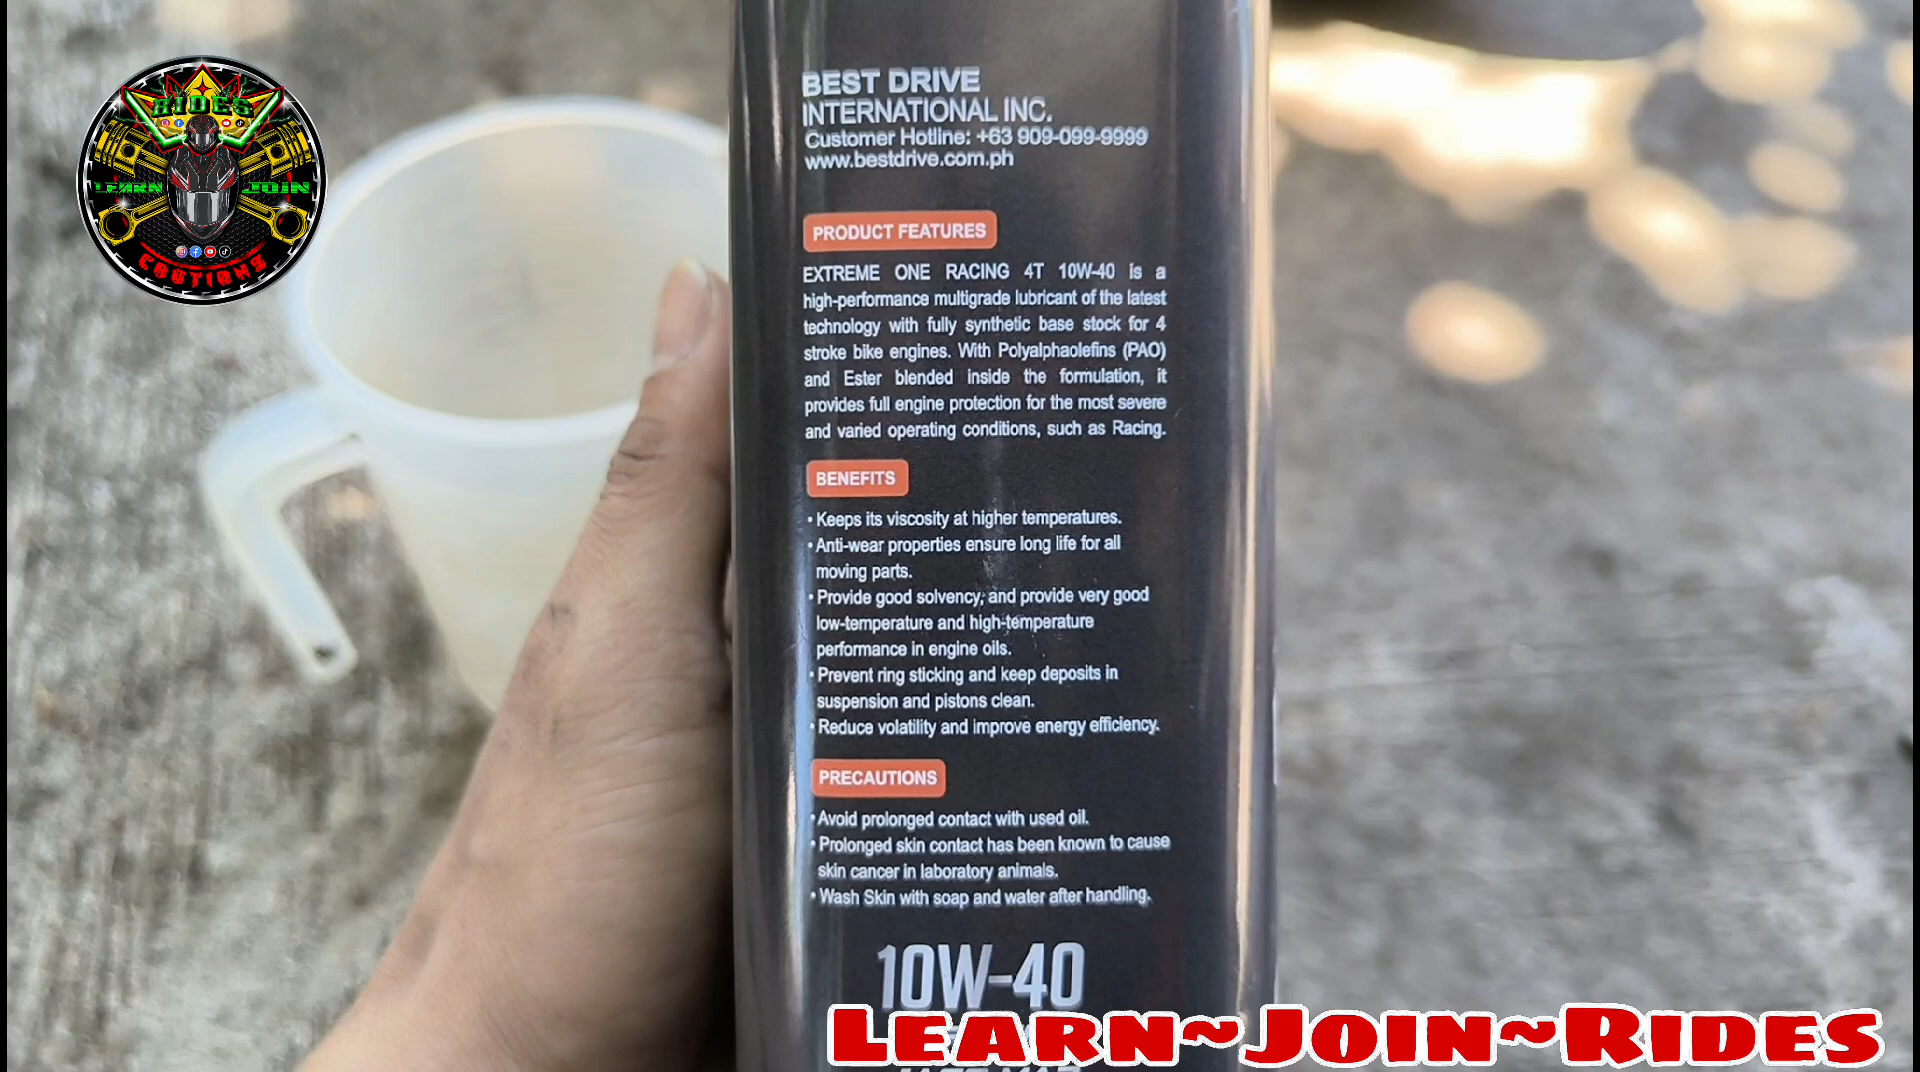 RIDES
LEARN JOIN
CAUTIONS
BEST DRIVE
INTERNATIONAL INC.
Customer Hotline: +63 909-099-9999
www.bestdrive.com.ph
PRODUCT FEATURES
EXTREME ONE RACING 4T 10W-40 is a
high-performance multigrade lubricant of the latest
technology with fully synthetic base stock for 4
stroke bike engines. With Polyalphaolefins (PAO)
and Ester blended inside the formulation, it
provides full engine protection for the most severe
and varied operating conditions, such as Racing.
BENEFITS
• Keeps its viscosity at higher temperatures.
• Anti-wear properties ensure long life for all
moving parts.
• Provide good solvency, and provide very good
low-temperature and high-temperature
performance in engine oils.
• Prevent ring sticking and keep deposits in
suspension and pistons clean.
• Reduce volatility and improve energy efficiency.
PRECAUTIONS
• Avoid prolonged contact with used oil.
• Prolonged skin contact has been known to cause
skin cancer in laboratory animals.
• Wash Skin with soap and water after handling.
10W-40
LEARN~JOIN~RIDES